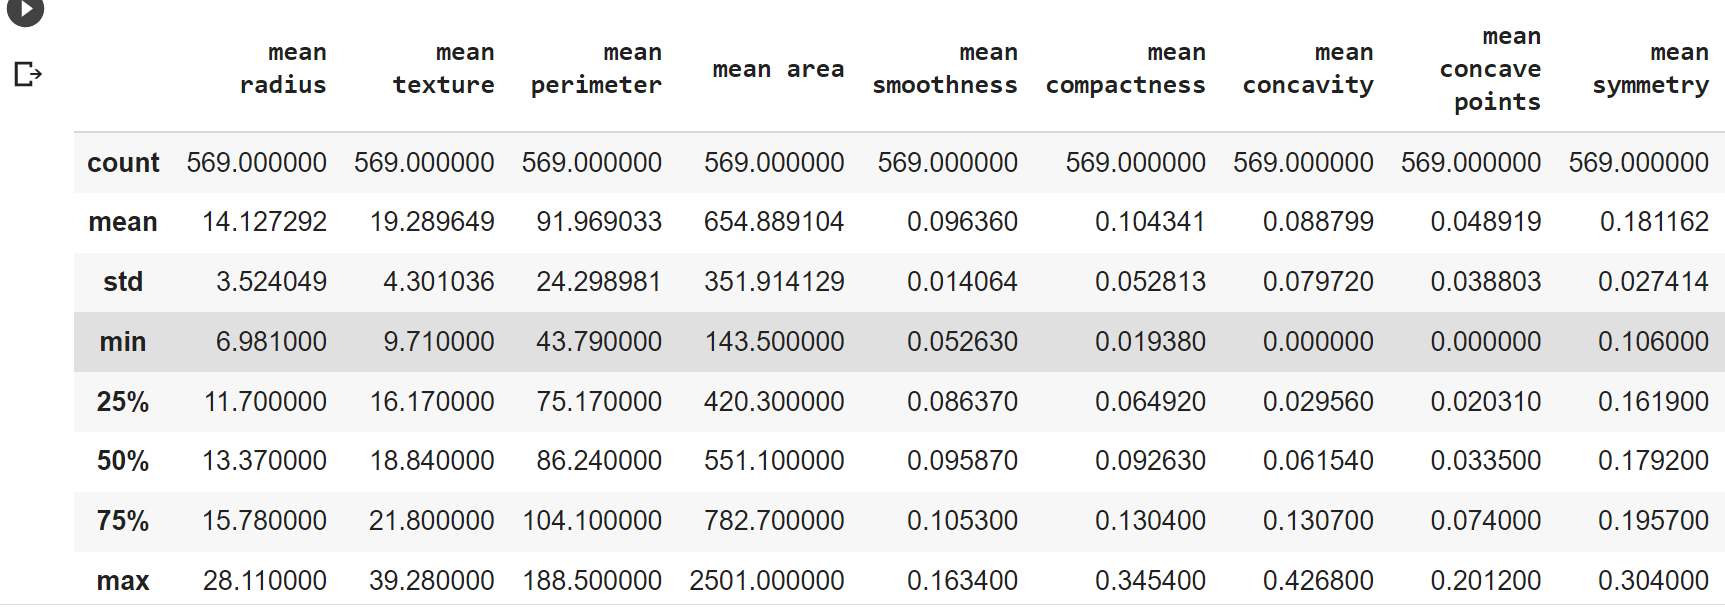 mean radius mean texture mean perimeter mean area mean smoothness mean compactness mean concavity mean concave points mean symmetry
count 569.000000 569.000000 569.000000 569.000000 569.000000 569.000000 569.000000 569.000000 569.000000
mean 14.127292 19.289649 91.969033 654.889104 0.096360 0.104341 0.088799 0.048919 0.181162
std 3.524049 4.301036 24.298981 351.914129 0.014064 0.052813 0.079720 0.038803 0.027414
min 6.981000 9.710000 43.790000 143.500000 0.052630 0.019380 0.000000 0.000000 0.106000
25% 11.700000 16.170000 75.170000 420.300000 0.086370 0.064920 0.029560 0.020310 0.161900
50% 13.370000 18.840000 86.240000 551.100000 0.095870 0.092630 0.061540 0.033500 0.179200
75% 15.780000 21.800000 104.100000 782.700000 0.105300 0.130400 0.130700 0.074000 0.195700
max 28.110000 39.280000 188.500000 2501.000000 0.163400 0.345400 0.426800 0.201200 0.304000